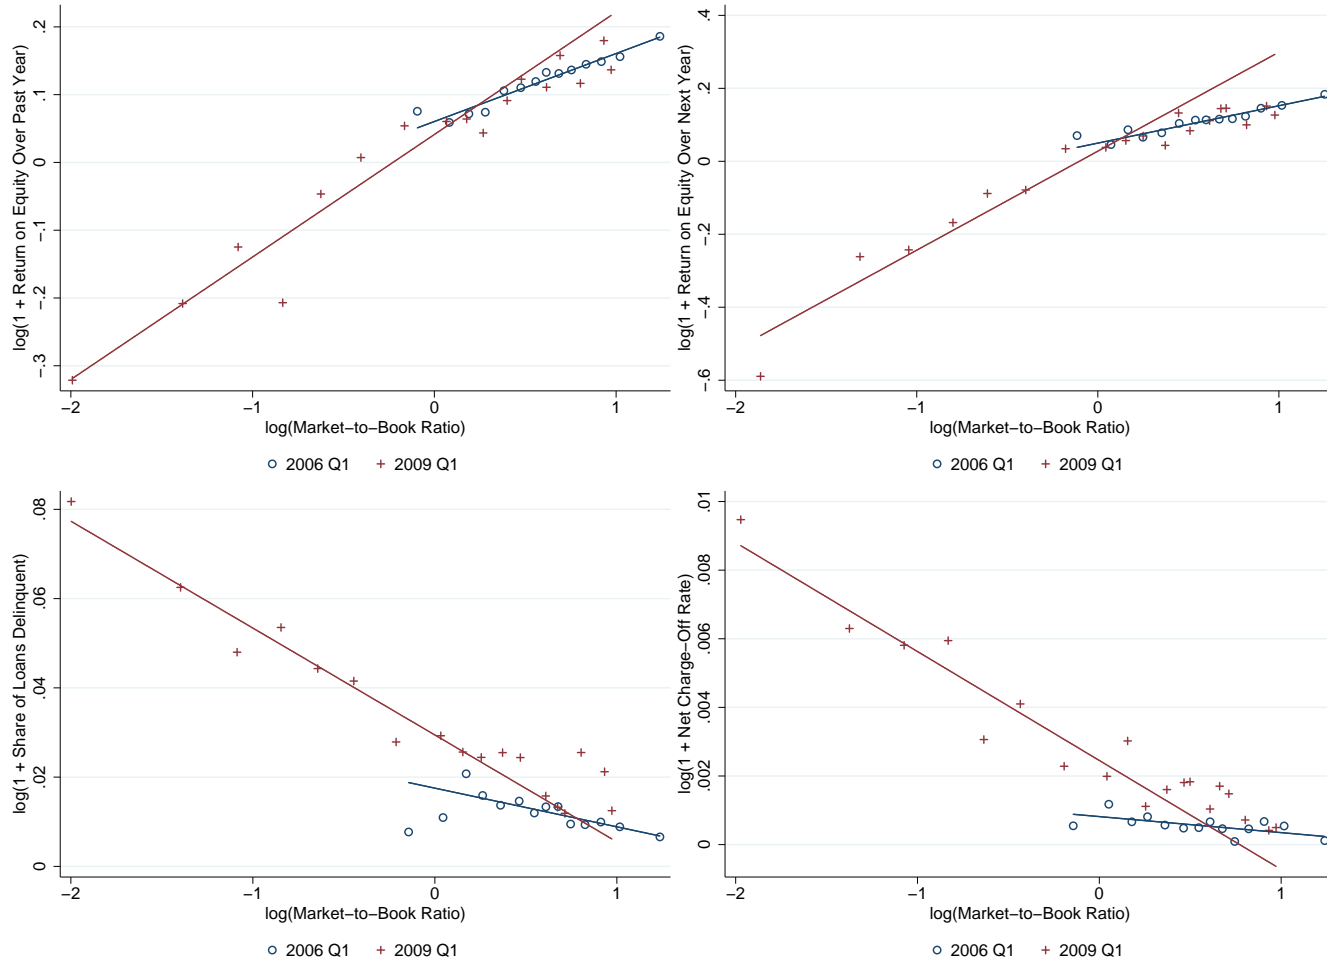 log(1 + Return on Equity Over Past Year)
.2
.1
0
−.1
−.2
−.3
−2 −1 0 1
log(Market−to−Book Ratio)
2006 Q1 2009 Q1
log(1 + Return on Equity Over Next Year)
.4
.2
0
−.2
−.4
−.6
−2 −1 0 1
log(Market−to−Book Ratio)
2006 Q1 2009 Q1
log(1 + Share of Loans Delinquent)
.08
.06
.04
.02
0
−2 −1 0 1
log(Market−to−Book Ratio)
2006 Q1 2009 Q1
log(1 + Net Charge−Off Rate)
.01
.008
.006
.004
.002
0
−2 −1 0 1
log(Market−to−Book Ratio)
2006 Q1 2009 Q1